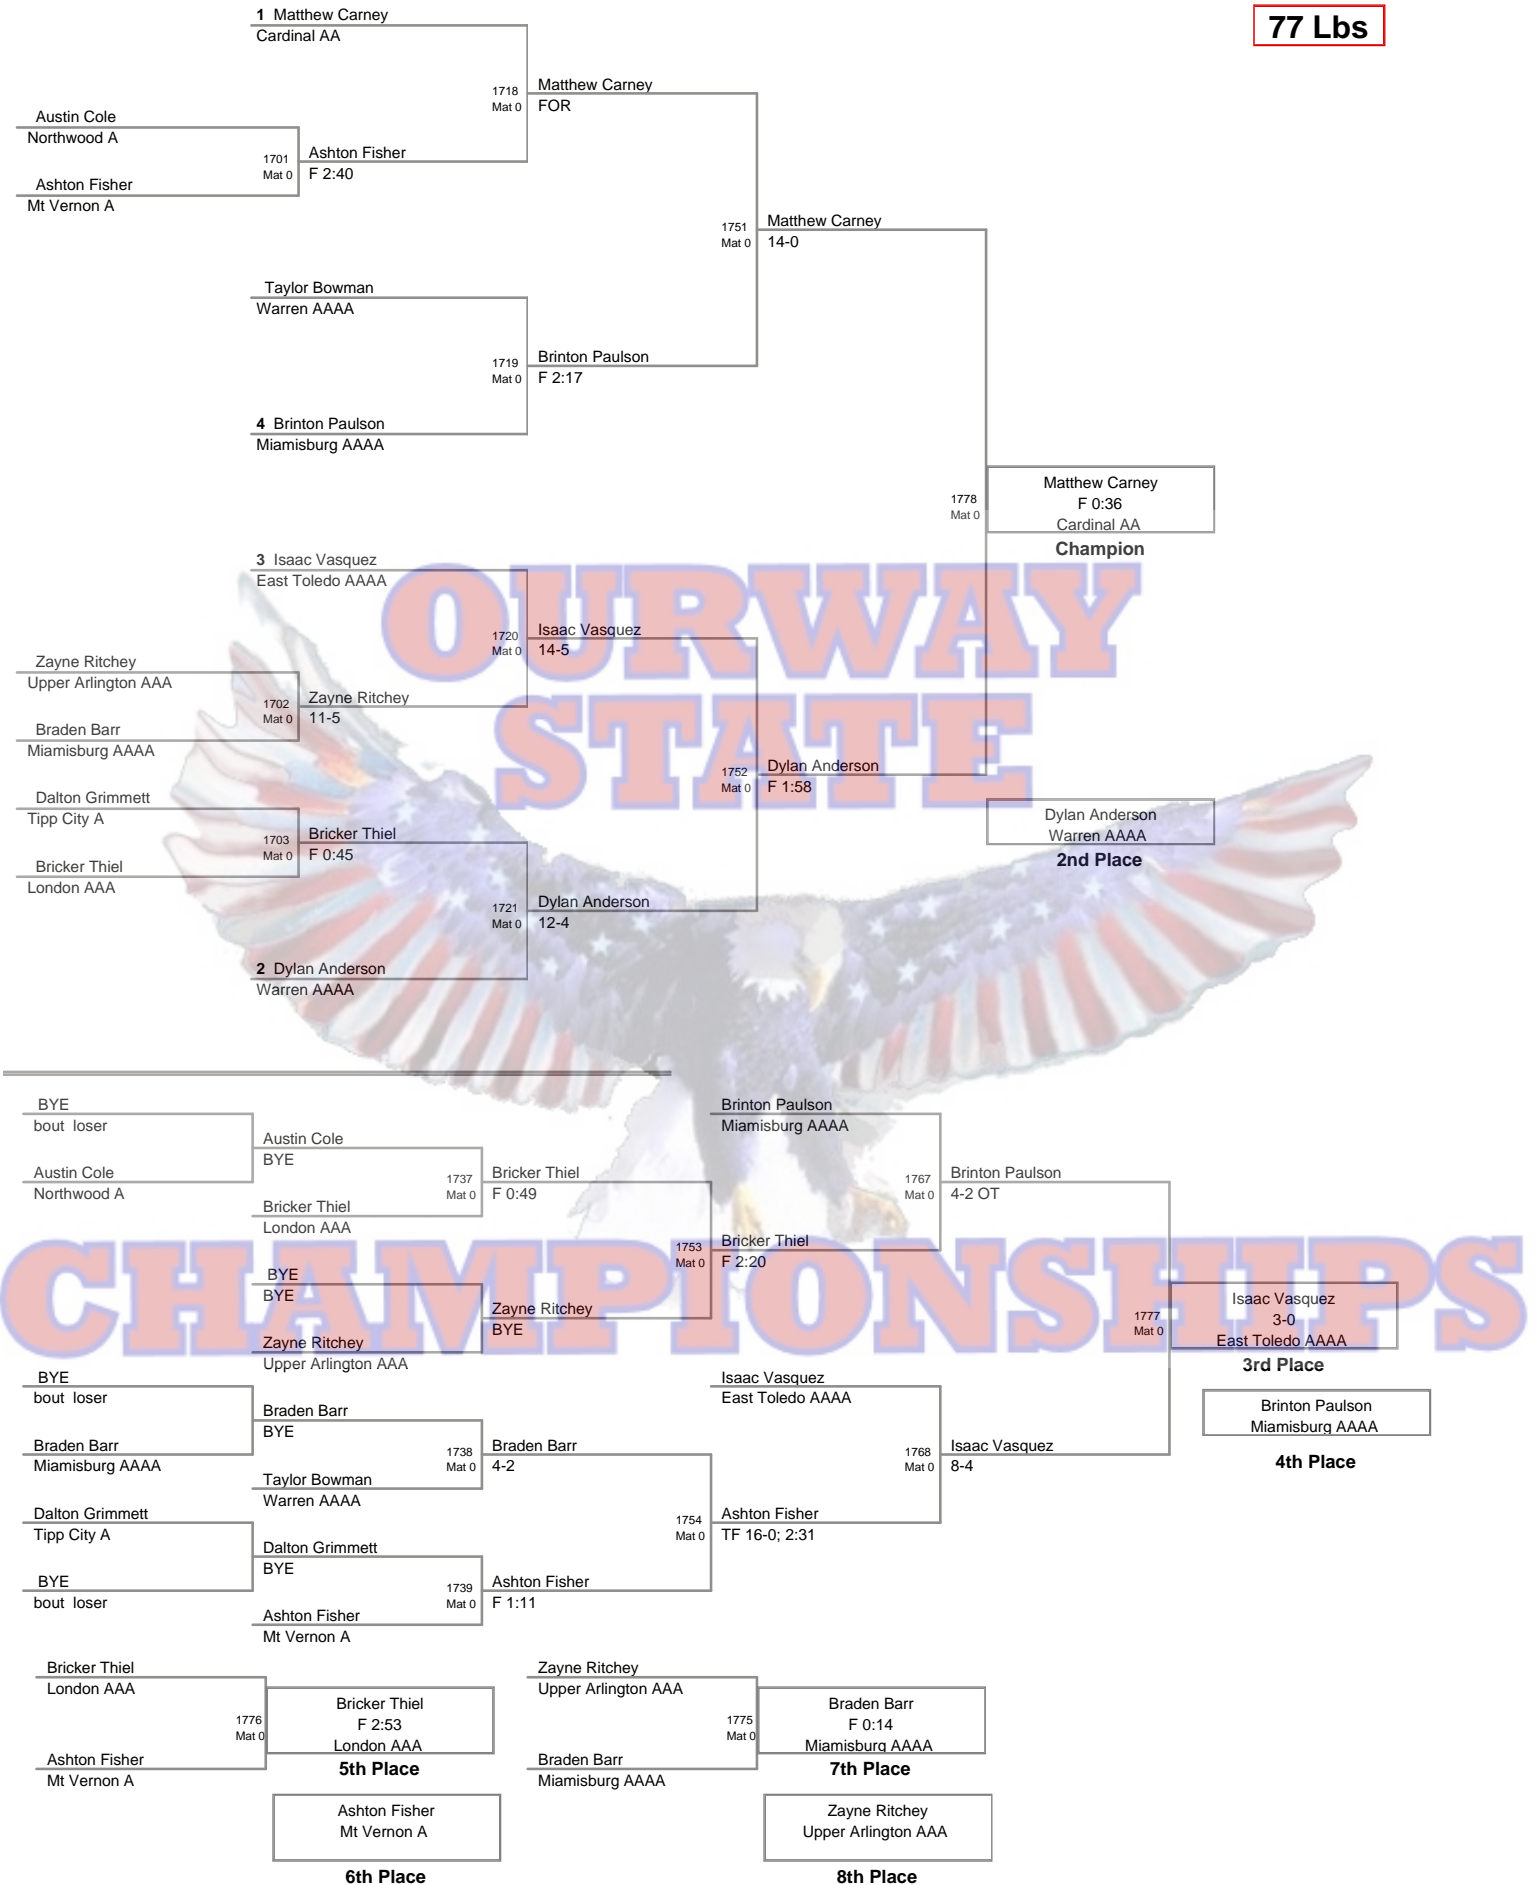 77 Lbs
1 Matthew Carney
Cardinal AA
1718
Mat 0
Matthew Carney
FOR
Austin Cole
Northwood A
1701
Mat 0
Ashton Fisher
F 2:40
Ashton Fisher
Mt Vernon A
1751
Mat 0
Matthew Carney
14-0
Taylor Bowman
Warren AAAA
1719
Mat 0
Brinton Paulson
F 2:17
4 Brinton Paulson
Miamisburg AAAA
1778
Mat 0
Matthew Carney
F 0:36
Cardinal AA
Champion
3 Isaac Vasquez
East Toledo AAAA
OURWAY
STATE
1720
Mat 0
Isaac Vasquez
14-5
Zayne Ritchey
Upper Arlington AAA
1702
Mat 0
Zayne Ritchey
11-5
Braden Barr
Miamisburg AAAA
1752
Mat 0
Dylan Anderson
F 1:58
Dalton Grimmett
Tipp City A
1703
Mat 0
Bricker Thiel
F 0:45
Bricker Thiel
London AAA
Dylan Anderson
Warren AAAA
2nd Place
1721
Mat 0
Dylan Anderson
12-4
2 Dylan Anderson
Warren AAAA
BYE
bout loser
Austin Cole
BYE
Austin Cole
Northwood A
1737
Mat 0
Bricker Thiel
F 0:49
Bricker Thiel
London AAA
Brinton Paulson
Miamisburg AAAA
1767
Mat 0
Brinton Paulson
4-2 OT
1753
Mat 0
Bricker Thiel
F 2:20
CHAMPIONSHIPS
BYE
BYE
Zayne Ritchey
BYE
Zayne Ritchey
Upper Arlington AAA
1777
Mat 0
Isaac Vasquez
3-0
East Toledo AAAA
3rd Place
Brinton Paulson
Miamisburg AAAA
4th Place
BYE
bout loser
Braden Barr
BYE
Braden Barr
Miamisburg AAAA
1738
Mat 0
Braden Barr
4-2
Taylor Bowman
Warren AAAA
Isaac Vasquez
East Toledo AAAA
1768
Mat 0
Isaac Vasquez
8-4
1754
Mat 0
Ashton Fisher
TF 16-0; 2:31
Dalton Grimmett
Tipp City A
Dalton Grimmett
BYE
BYE
bout loser
1739
Mat 0
Ashton Fisher
F 1:11
Ashton Fisher
Mt Vernon A
Bricker Thiel
London AAA
1776
Mat 0
Bricker Thiel
F 2:53
London AAA
5th Place
Ashton Fisher
Mt Vernon A
Ashton Fisher
Mt Vernon A
6th Place
Zayne Ritchey
Upper Arlington AAA
1775
Mat 0
Braden Barr
F 0:14
Miamisburg AAAA
7th Place
Braden Barr
Miamisburg AAAA
Zayne Ritchey
Upper Arlington AAA
8th Place